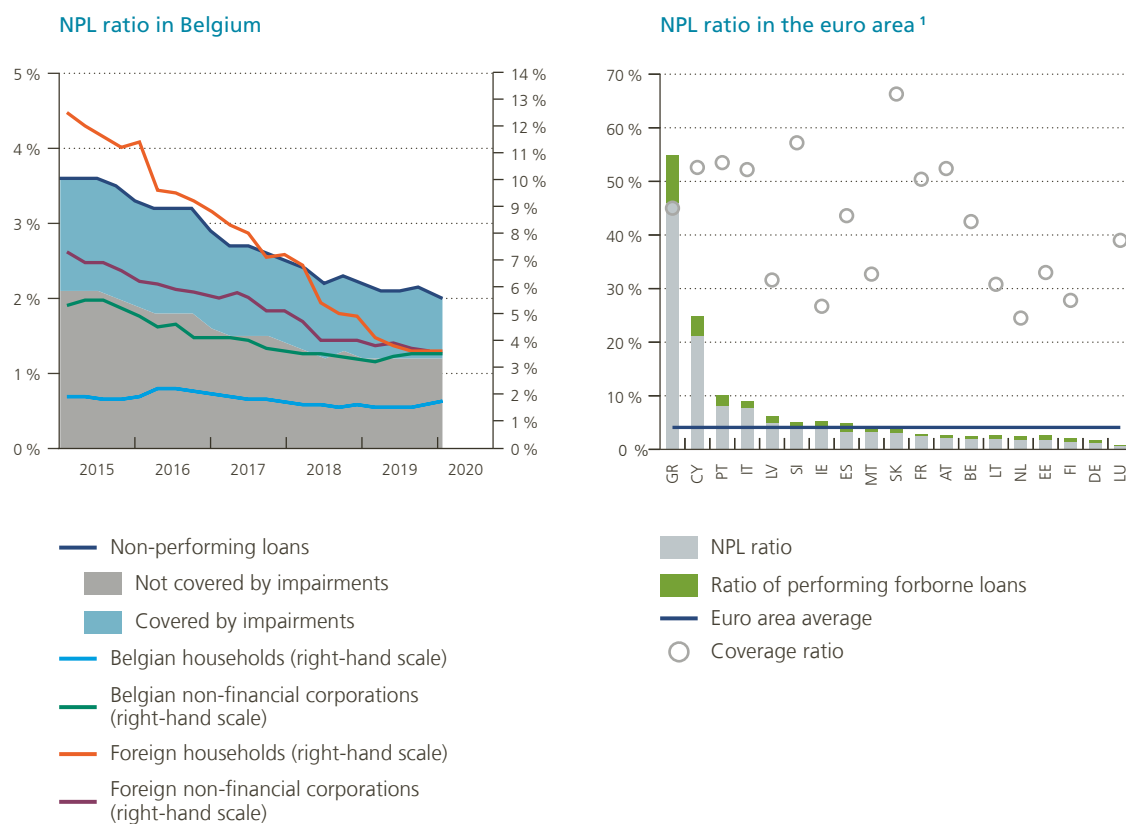 NPL ratio in Belgium
5 %
4 %
3 %
2 %
1 %
0 %
14 %
13 %
12 %
11 %
10 %
9 %
8 %
7 %
6 %
5 %
4 %
3 %
2 %
1 %
0 %
2015 2016 2017 2018 2019 2020
Non-performing loans
Not covered by impairments
Covered by impairments
Belgian households (right-hand scale)
Belgian non-financial corporations
(right-hand scale)
Foreign households (right-hand scale)
Foreign non-financial corporations
(right-hand scale)
NPL ratio in the euro area ¹
70 %
60 %
50 %
40 %
30 %
20 %
10 %
0 %
GR CY PT IT LV SI IE ES MT SK FR AT BE LT NL EE FI DE LU
NPL ratio
Ratio of performing forborne loans
Euro area average
Coverage ratio